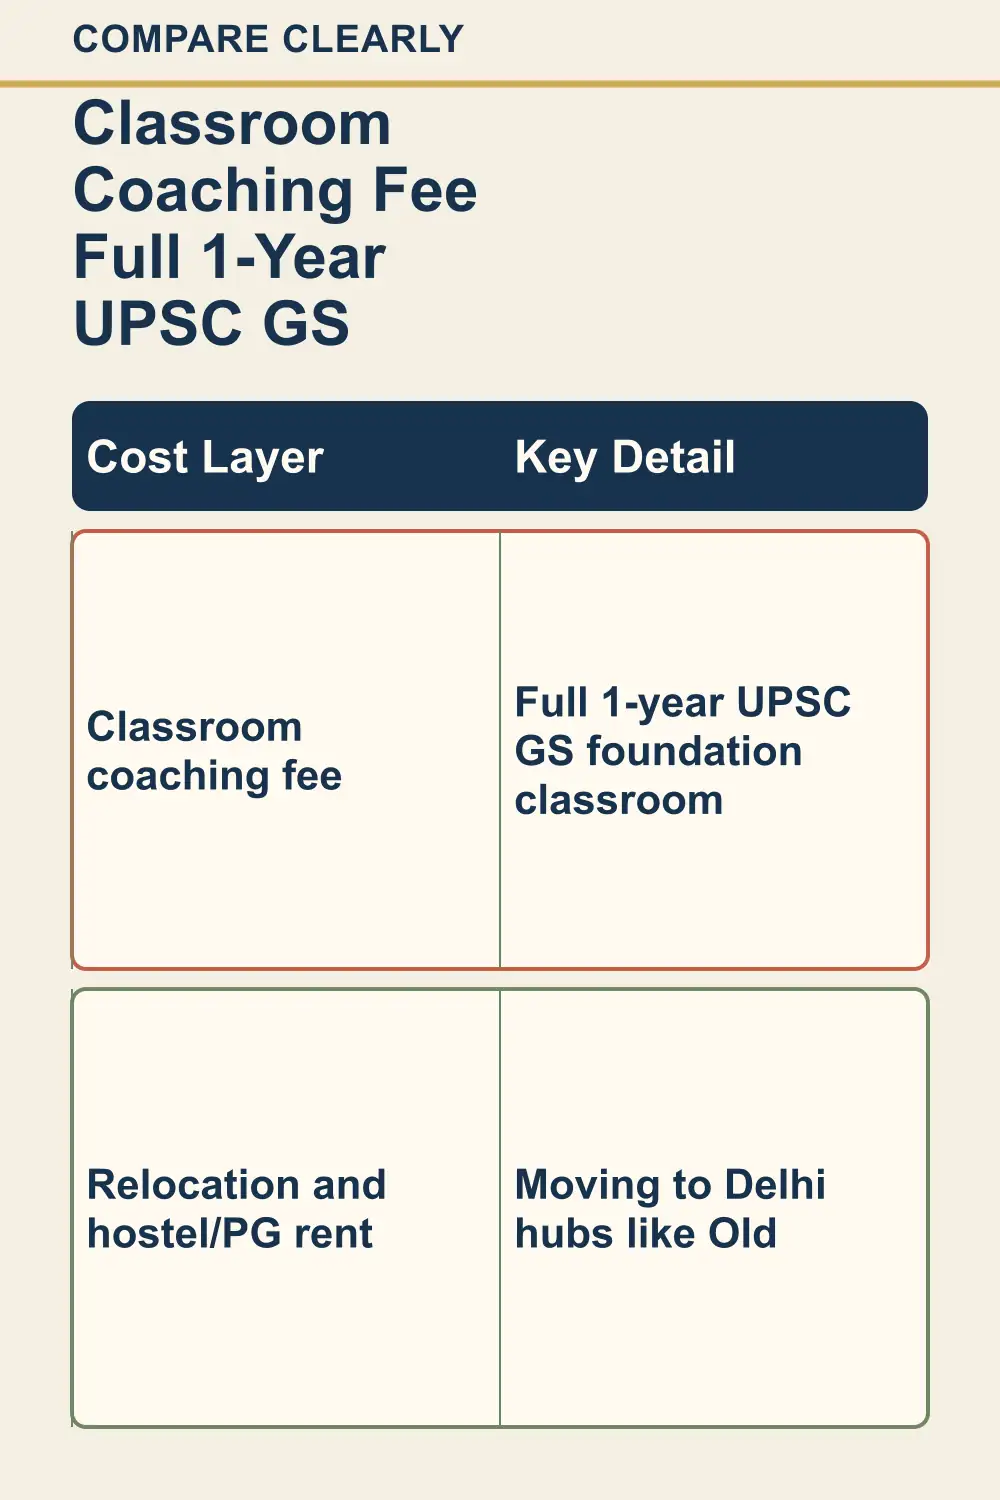 COMPARE CLEARLY
Classroom
Coaching Fee
Full 1-Year
UPSC GS
Cost Layer
Key Detail
Classroom
coaching fee
Full 1-year UPSC
GS foundation
classroom
Relocation and
hostel/PG rent
Moving to Delhi
hubs like Old